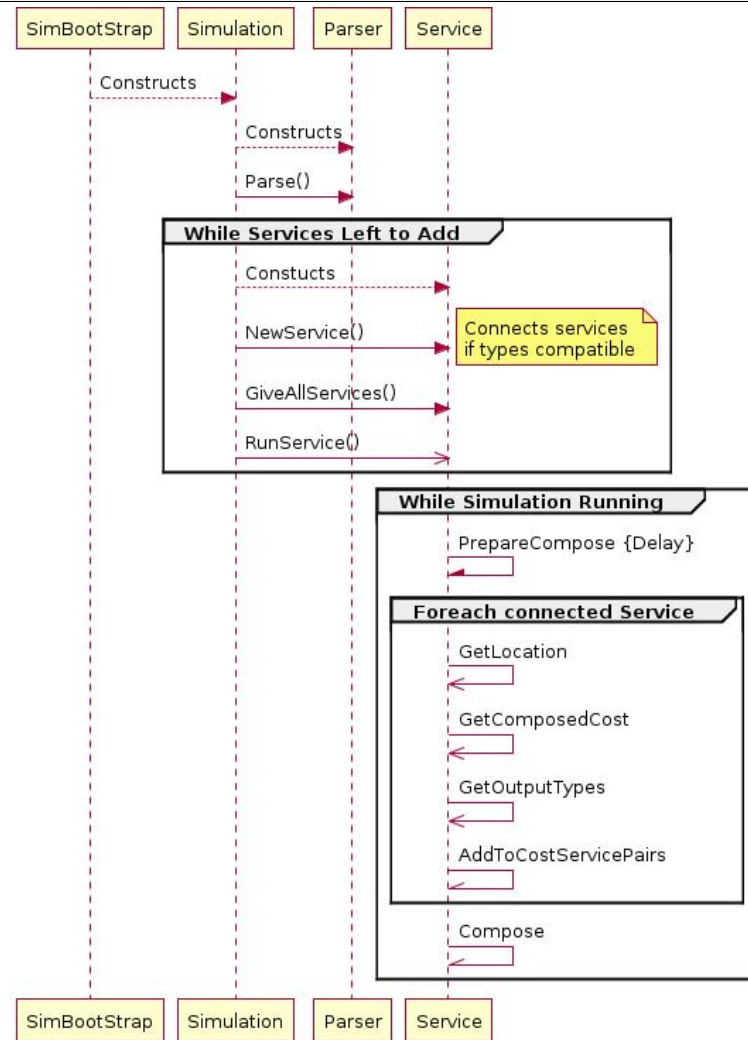 SimBootStrap Simulation Parser Service
Constructs
Constructs
Parse()
While Services Left to Add
Constucts
NewService()
Connects services
if types compatible
GiveAllServices()
RunService()
While Simulation Running
PrepareCompose {Delay}
Foreach connected Service
GetLocation
GetComposedCost
GetOutputTypes
AddToCostServicePairs
Compose
SimBootStrap Simulation Parser Service